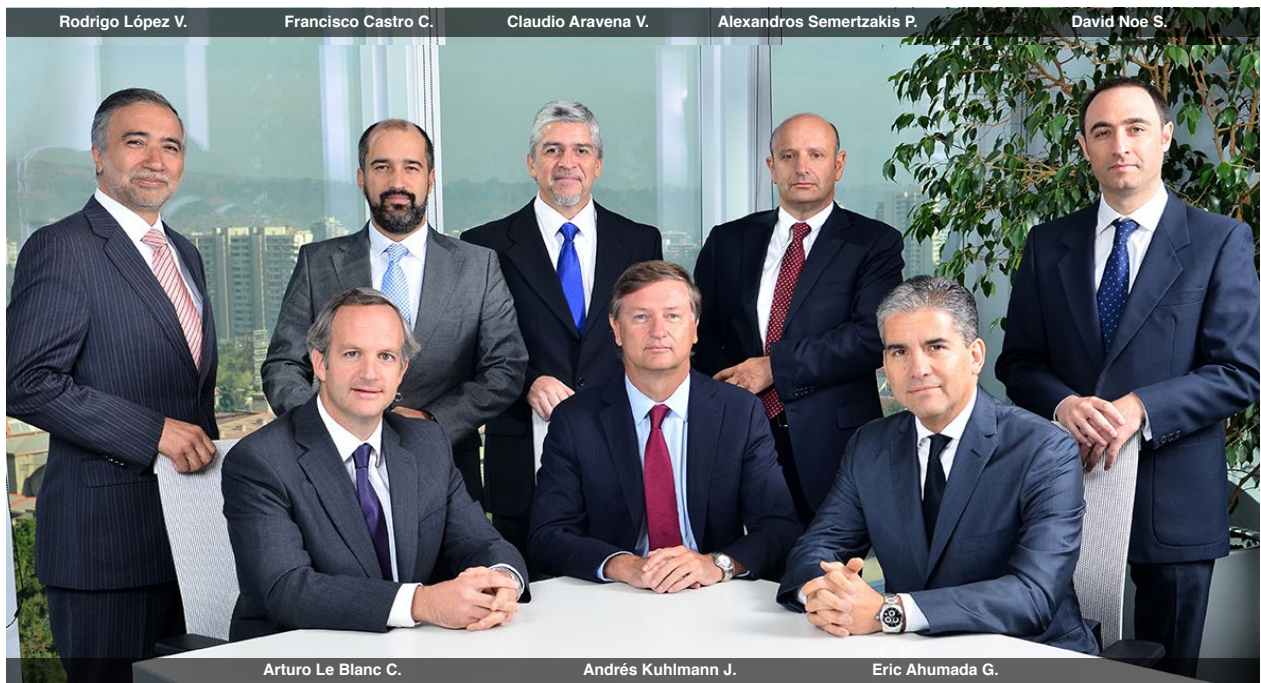 Rodrigo López V. Francisco Castro C. Claudio Aravena V. Alexandros Semertzakis P. David Noe S.
Arturo Le Blanc C. Andrés Kuhlmann J. Eric Ahumada G.